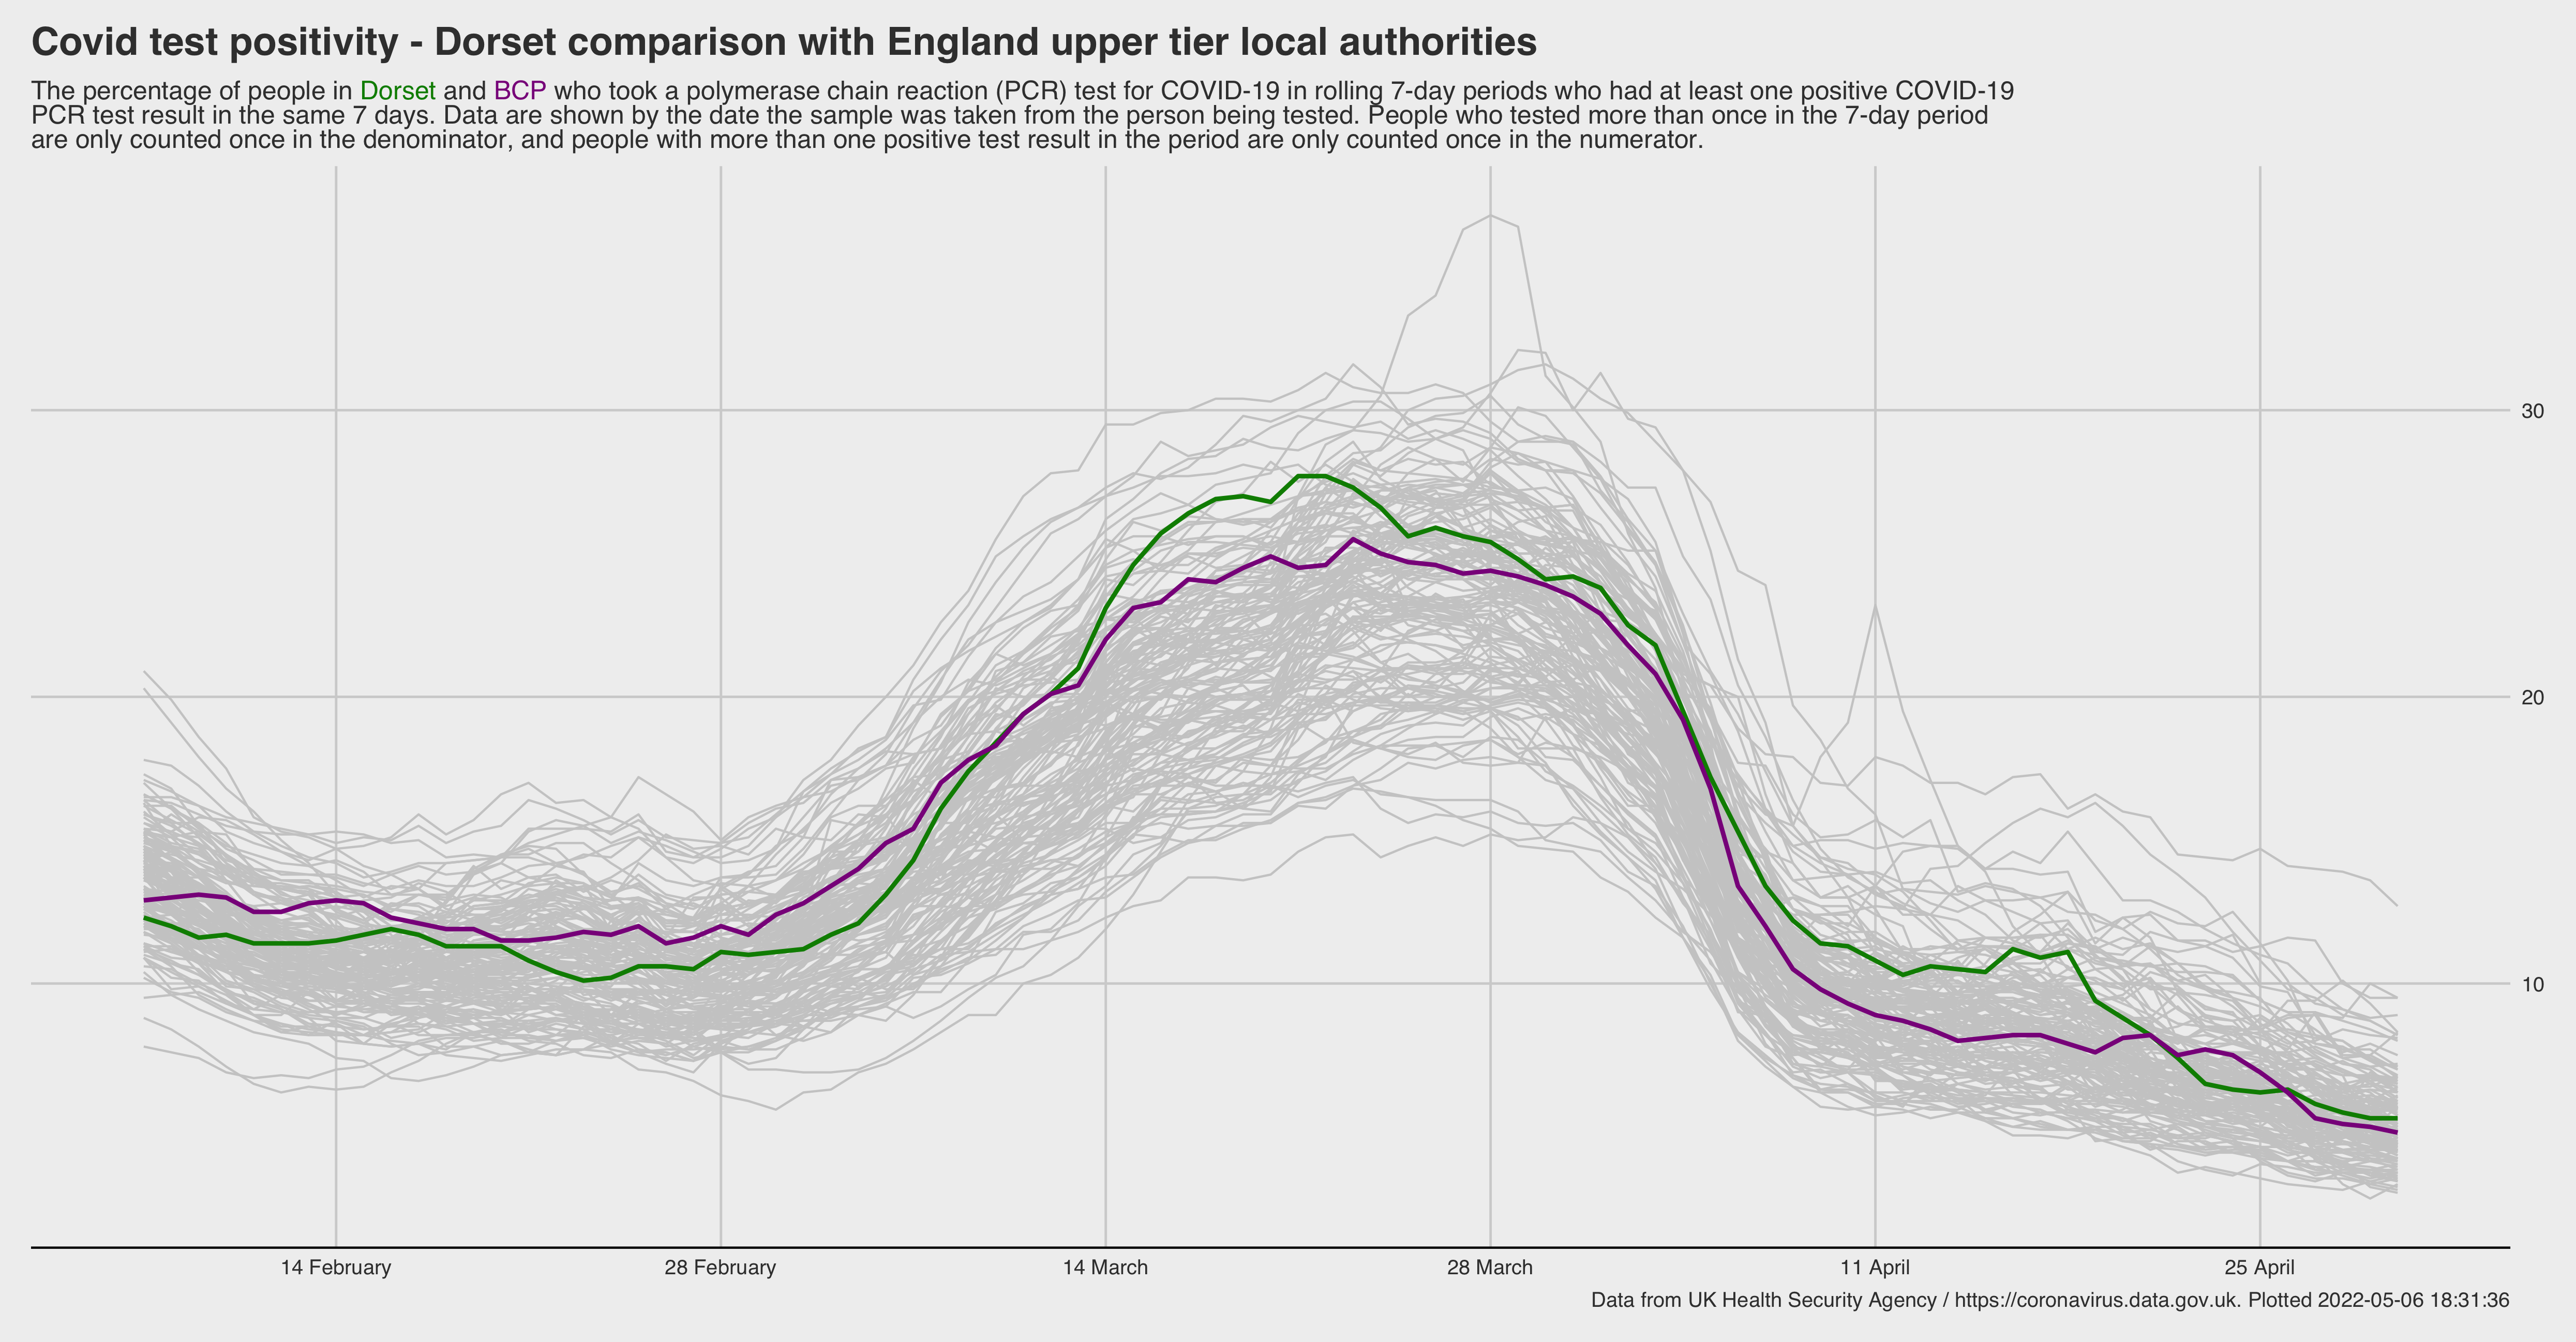 Covid test positivity - Dorset comparison with England upper tier local authorities
The percentage of people in Dorset and BCP who took a polymerase chain reaction (PCR) test for COVID-19 in rolling 7-day periods who had at least one positive COVID-19
PCR test result in the same 7 days. Data are shown by the date the sample was taken from the person being tested. People who tested more than once in the 7-day period
are only counted once in the denominator, and people with more than one positive test result in the period are only counted once in the numerator.
30
20
10
14 February
28 February
14 March
28 March
11 April
25 April
Data from UK Health Security Agency / https://coronavirus.data.gov.uk. Plotted 2022-05-06 18:31:36